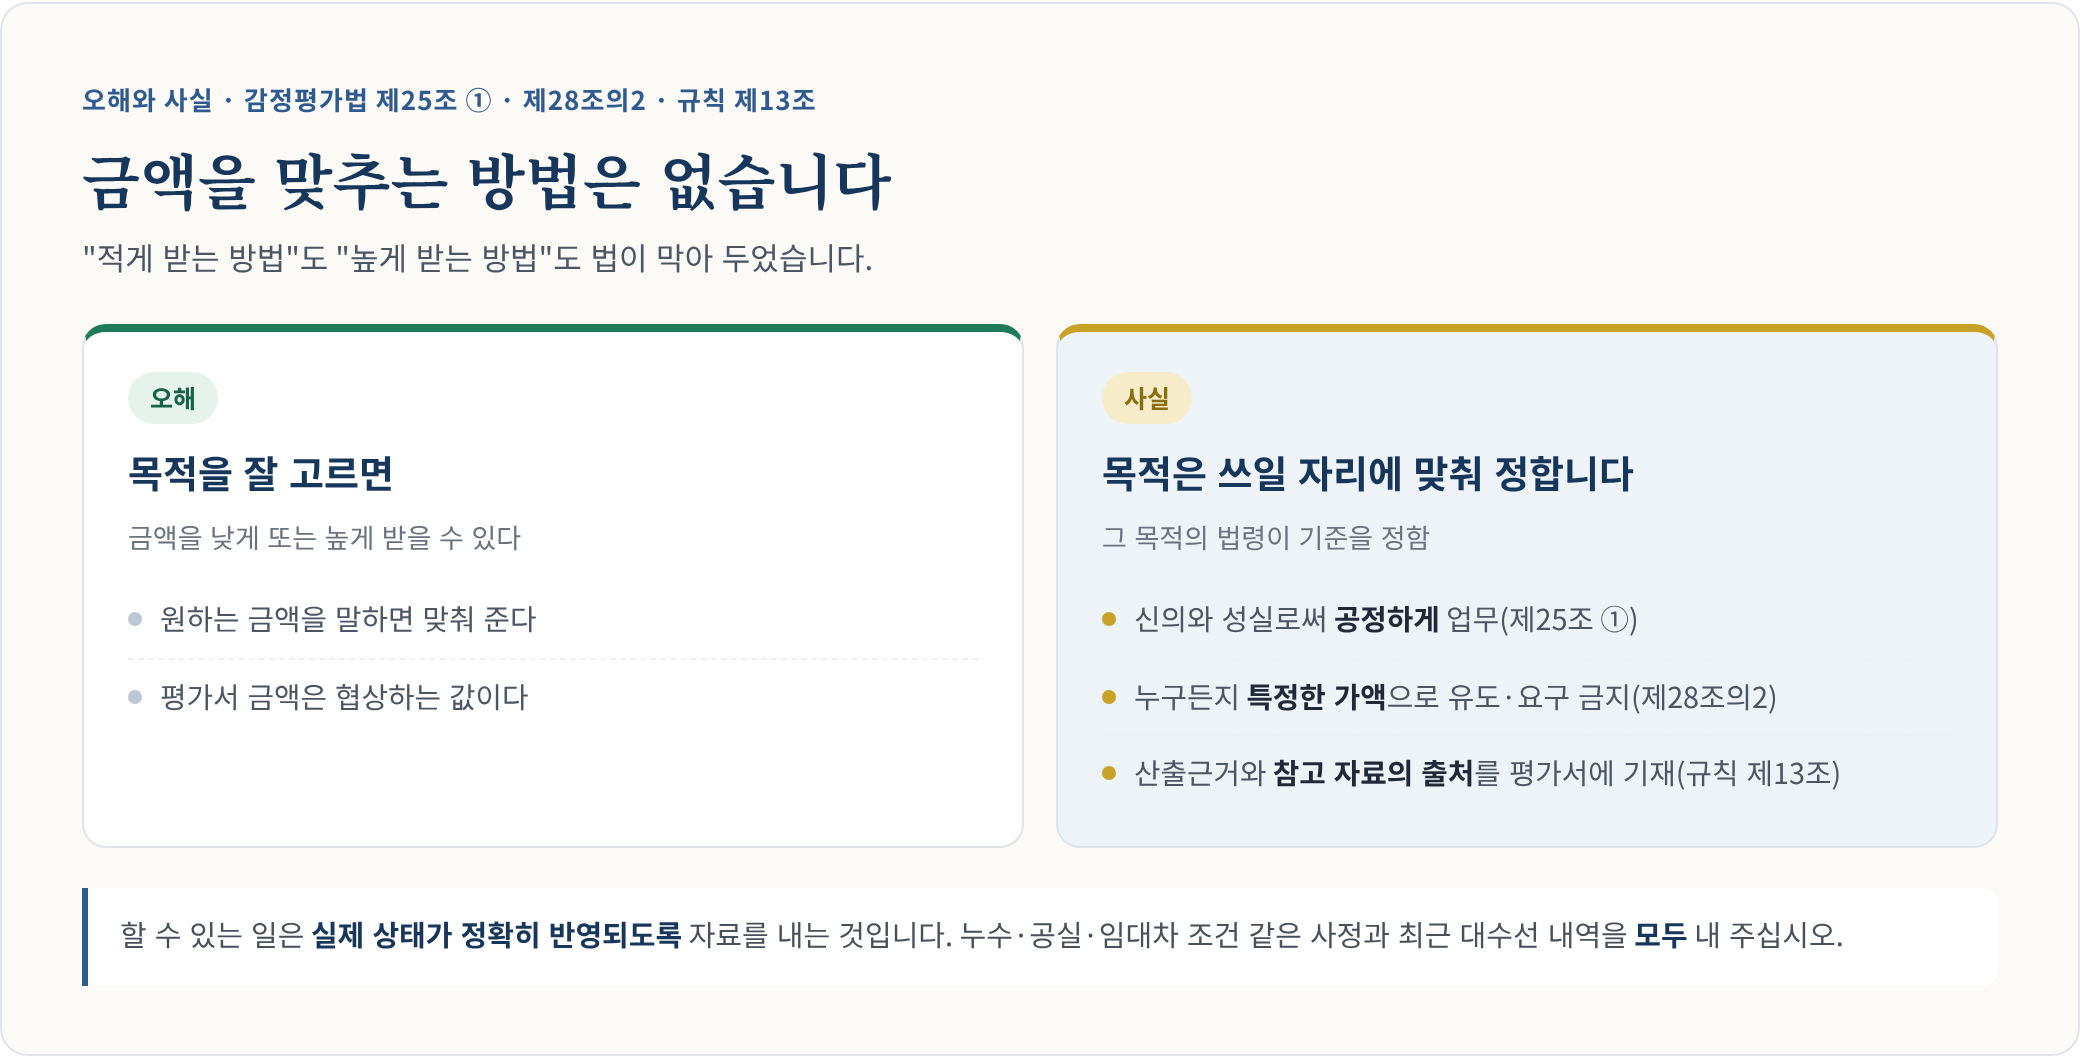 오해와 사실 · 감정평가법 제25조 ① · 제28조의2 · 규칙 제13조
금액을 맞추는 방법은 없습니다
"적게 받는 방법"도 "높게 받는 방법"도 법이 막아 두었습니다.
오해
목적을 잘 고르면
금액을 낮게 또는 높게 받을 수 있다
원하는 금액을 말하면 맞춰 준다
평가서 금액은 협상하는 값이다
사실
목적은 쓰일 자리에 맞춰 정합니다
그 목적의 법령이 기준을 정함
신의와 성실로써 공정하게 업무(제25조 ①)
누구든지 특정한 가액으로 유도·요구 금지(제28조의2)
산출근거와 참고 자료의 출처를 평가서에 기재(규칙 제13조)
할 수 있는 일은 실제 상태가 정확히 반영되도록 자료를 내는 것입니다. 누수·공실·임대차 조건 같은 사정과 최근 대수선 내역을 모두 내 주십시오.